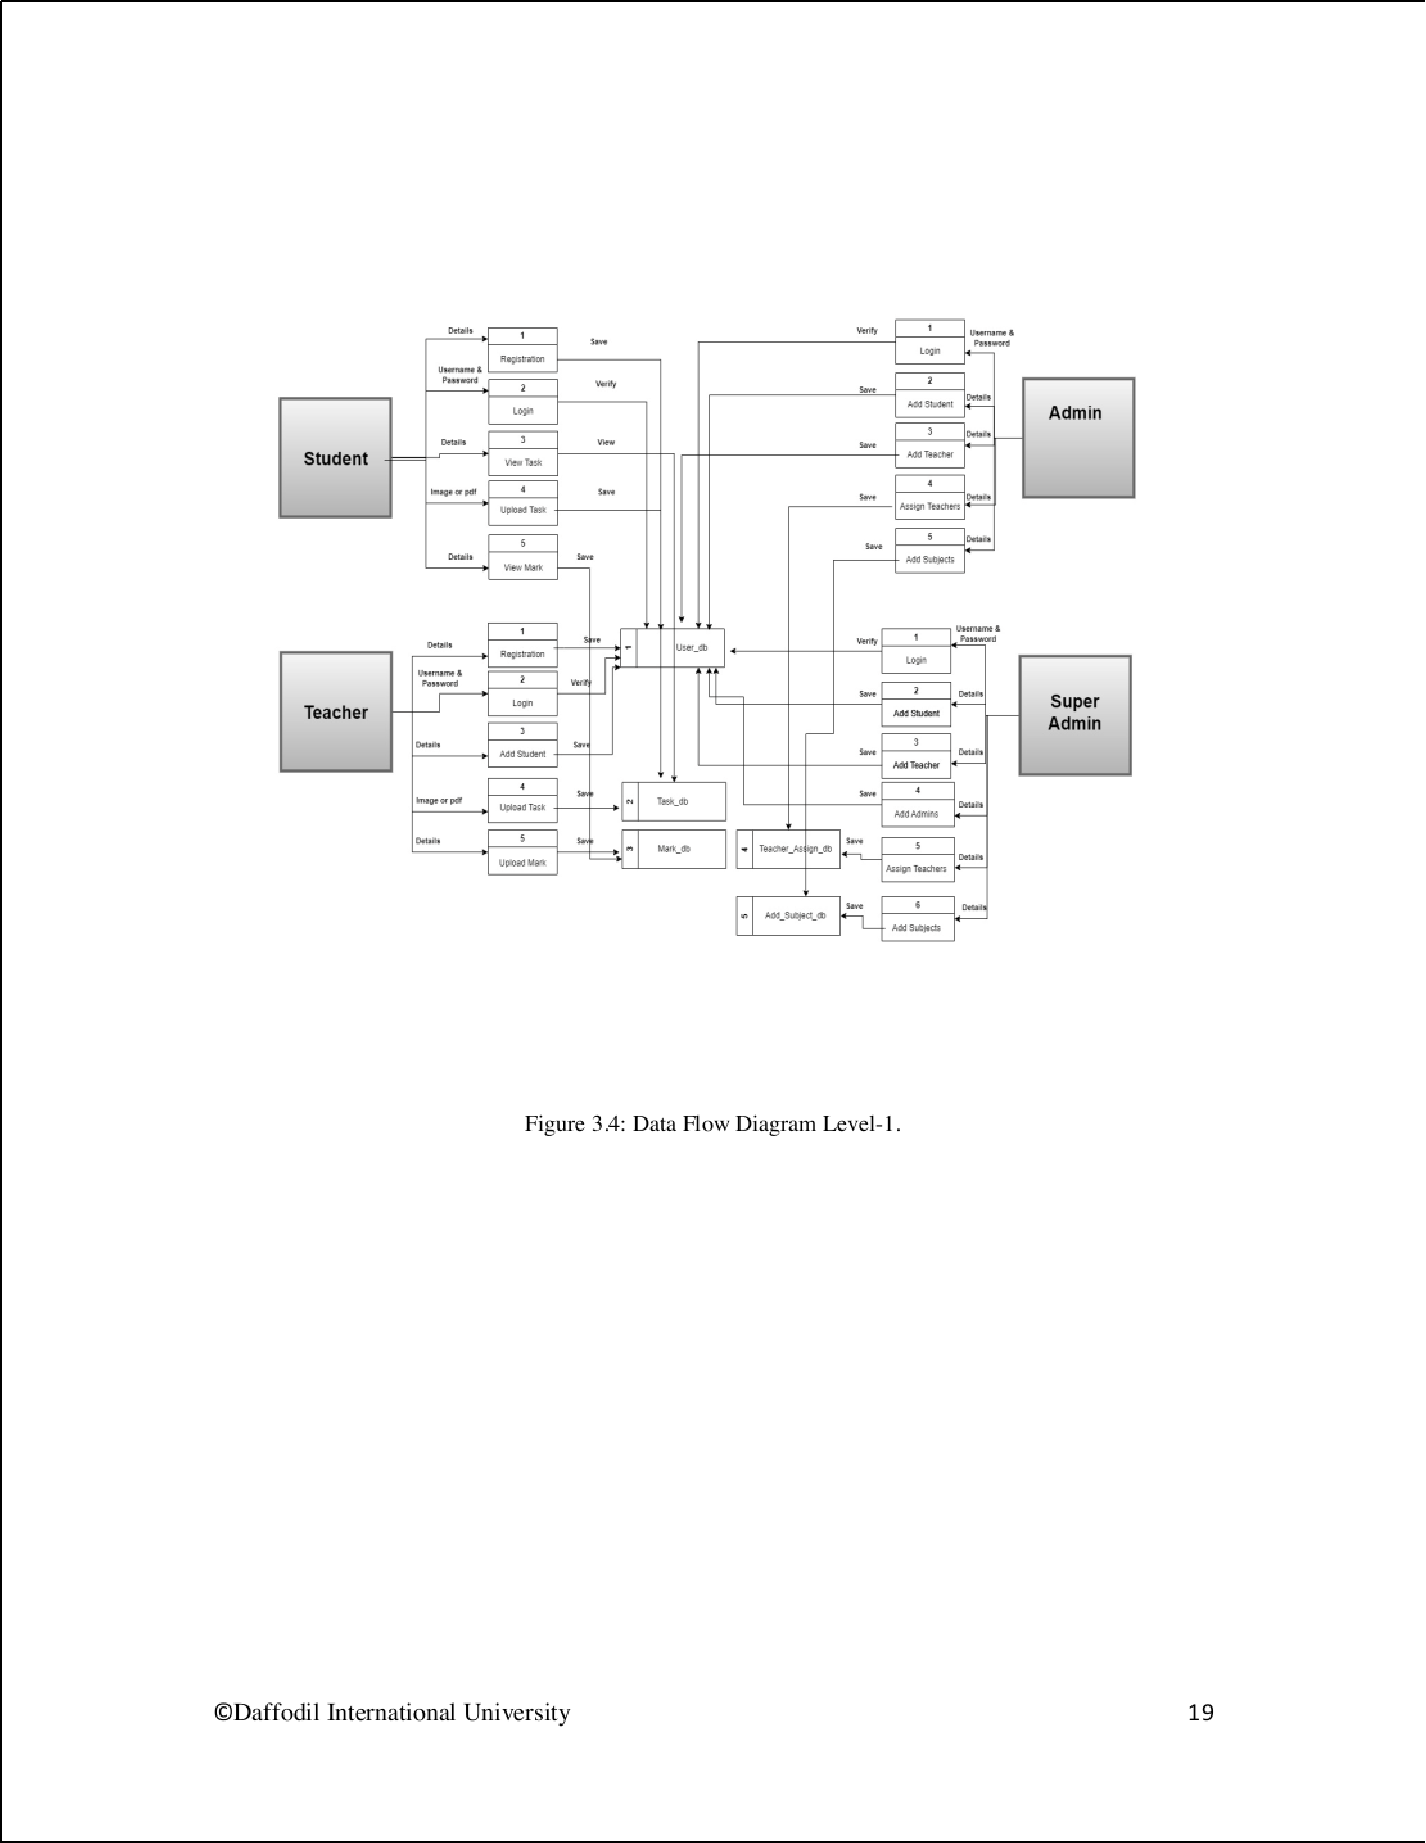 Details
1
Registration
Save
Username &
Password
2
Login
Verify
Student
Details
3
View Task
View
Image or pdf
4
Upload Task
Save
Details
5
View Mark
Save
Verify
1
Login
Username &
Password
Save
2
Add Student
Details
Admin
Save
3
Add Teacher
Details
Save
4
Assign Teachers
Details
Save
5
Add Subjects
Details
Details
1
Registration
Save
Username &
Password
2
Login
Verify
Teacher
Details
3
Add Student
Save
Image or pdf
4
Upload Task
Save
Details
5
Upload Mark
Save
1
User_db
2
Task_db
3
Mark_db
4
Teacher_Assign_db
5
Add_Subject_db
Verify
1
Login
Username &
Password
Save
2
Add Student
Details
Super
Admin
Save
3
Add Teacher
Details
Save
4
Add Admins
Details
Save
5
Assign Teachers
Details
Save
6
Add Subjects
Details
Figure 3.4: Data Flow Diagram Level-1.
©Daffodil International University 19